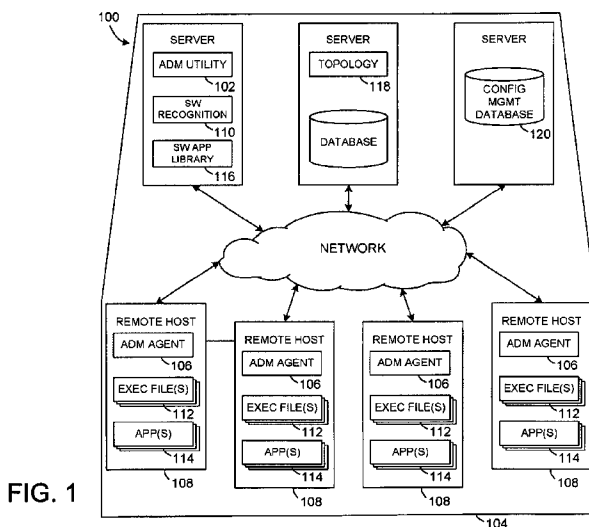 100
SERVER
ADM UTILITY
102
SW
RECOGNITION
110
SW APP
LIBRARY
116
SERVER
TOPOLOGY
118
DATABASE
SERVER
CONFIG
MGMT
DATABASE
120
NETWORK
REMOTE HOST
ADM AGENT
106
EXEC FILE(S)
112
APP(S)
114
108
REMOTE HOST
ADM AGENT
106
EXEC FILE(S)
112
APP(S)
114
108
REMOTE HOST
ADM AGENT
106
EXEC FILE(S)
112
APP(S)
114
108
REMOTE HOST
ADM AGENT
106
EXEC FILE(S)
112
APP(S)
114
108
104
FIG. 1